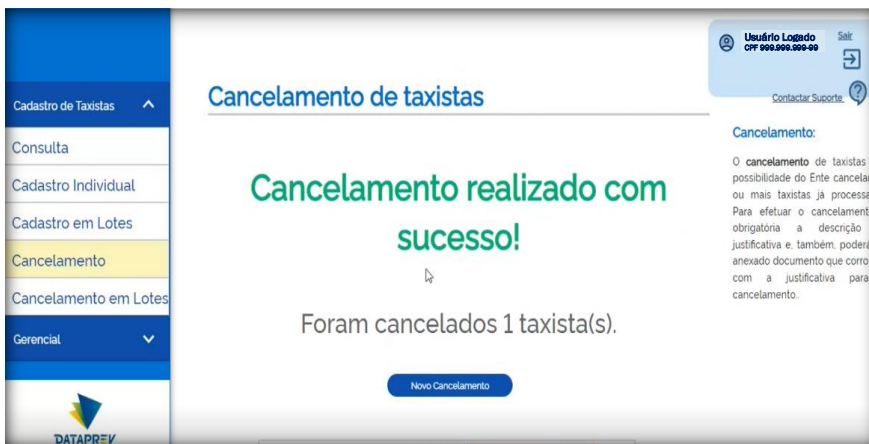 Cadastro de Taxistas
Consulta
Cadastro Individual
Cadastro em Lotes
Cancelamento
Cancelamento em Lotes
Gerencial
DATAPREV
Cancelamento de taxistas
Cancelamento realizado com
sucesso!
Foram cancelados 1 taxista(s).
Novo Cancelamento
Usuário Logado
CPF 999.999.999-99
Sair
Contactar Suporte
Cancelamento:
O cancelamento de taxistas
possibilidade do Ente cancela
ou mais taxistas já processa
Para efetuar o cancelament
obrigatória a descrição
justificativa e, também, poderá
anexado documento que corro
com a justificativa para
cancelamento.